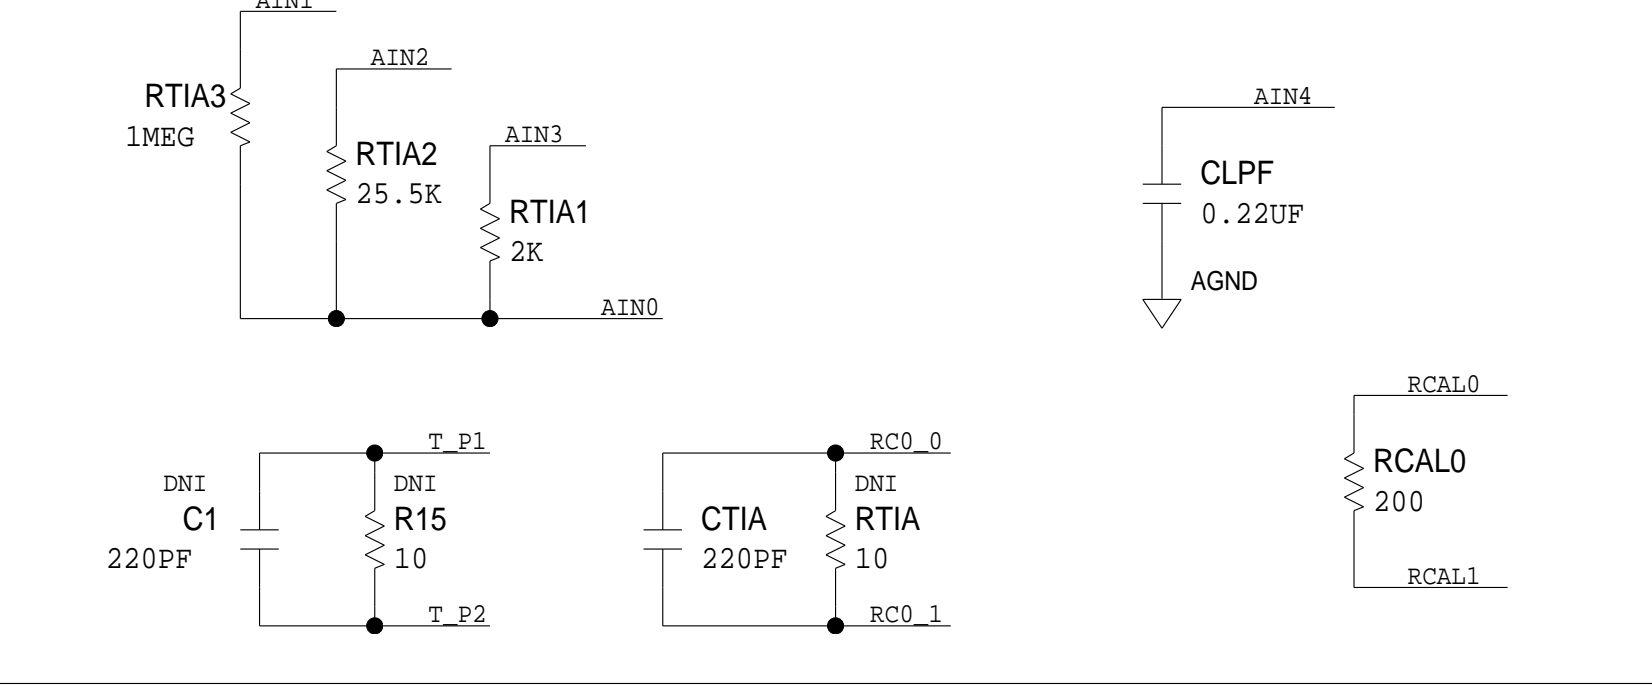 AIN1
AIN2
RTIA3
1MEG
AIN3
RTIA2
25.5K
RTIA1
2K
AIN0
AIN4
CLPF
0.22UF
AGND
T_P1
DNI
DNI
C1
220PF
R15
10
T_P2
RC0_0
DNI
CTIA
220PF
RTIA
10
RC0_1
RCAL0
RCAL0
200
RCAL1